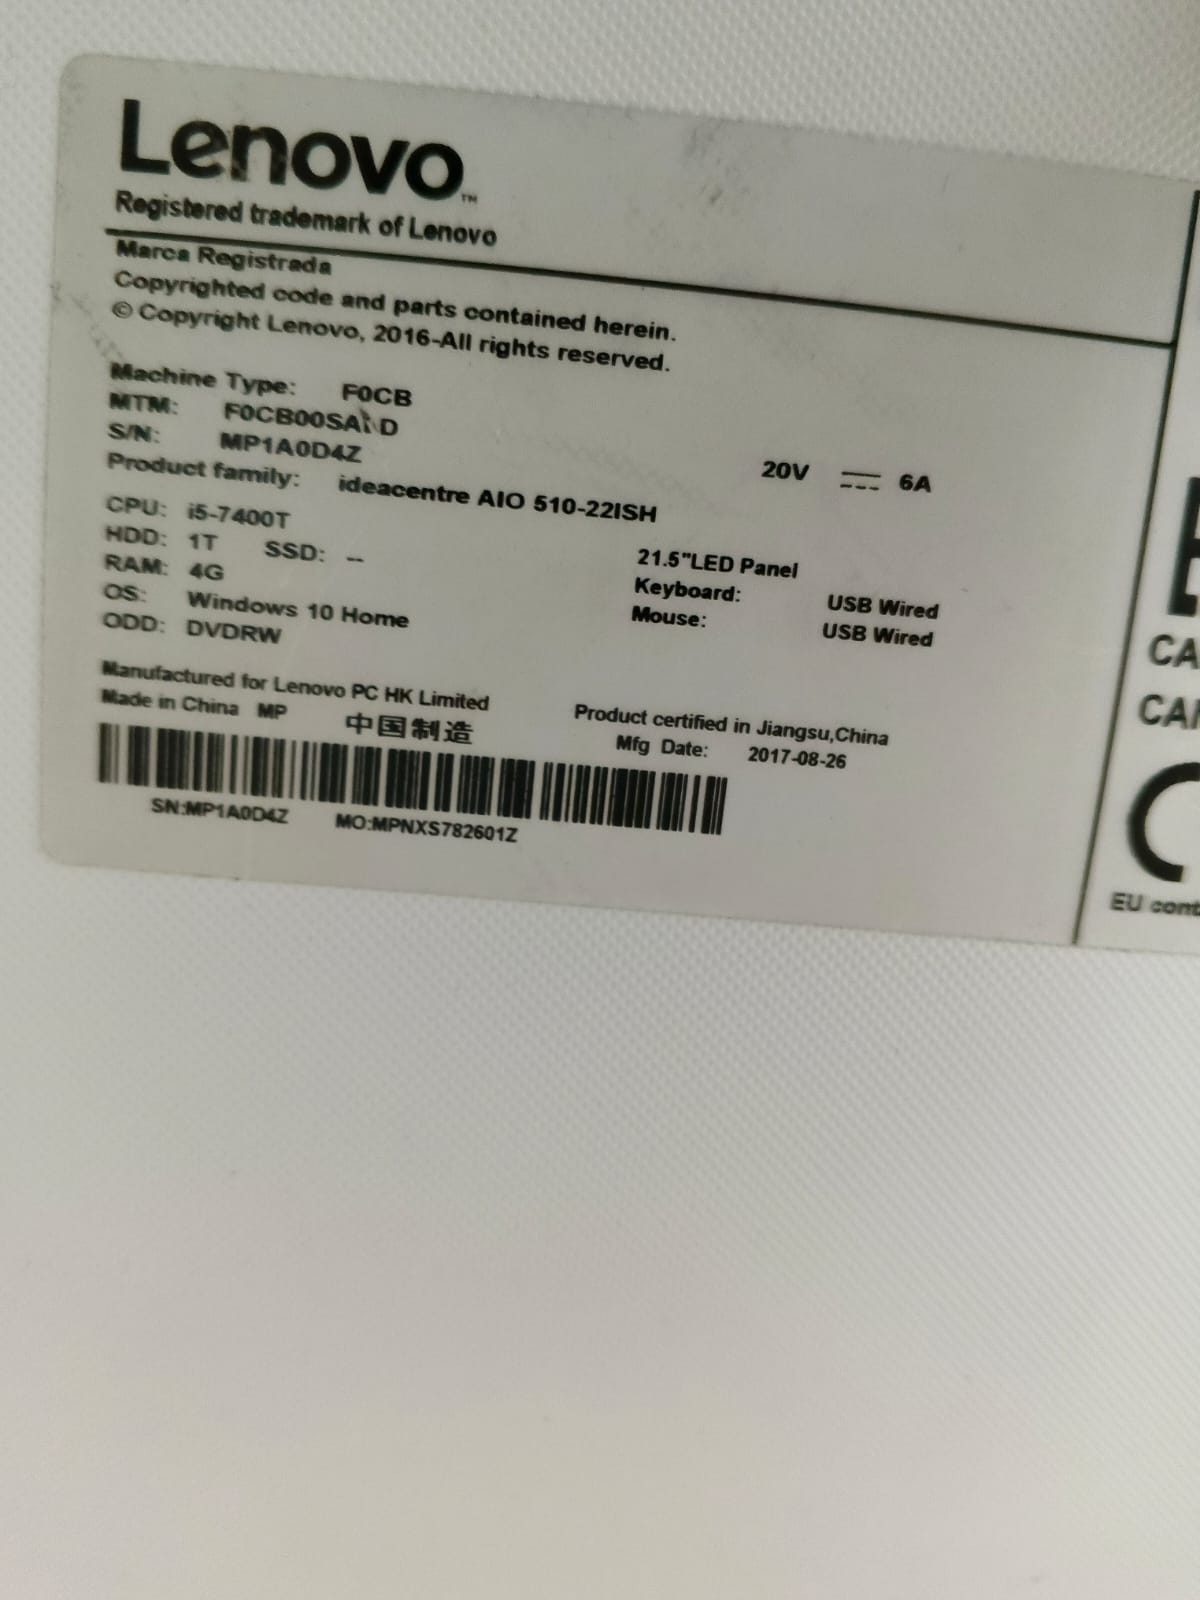 Lenovo™
Registered trademark of Lenovo
Marca Registrada
Copyrighted code and parts contained herein.
© Copyright Lenovo, 2016-All rights reserved.
Machine Type: F0CB
MTM:
S/N: MP1A0D4Z
20V ⎓ 6A
Product family: ideacentre AIO 510-22ISH
CPU: i5-7400T
HDD: 1T SSD: --
21.5"LED Panel
RAM: 4G
Keyboard: USB Wired
OS: Windows 10 Home
Mouse: USB Wired
ODD: DVDRW
Manufactured for Lenovo PC HK Limited
Made in China MP 中国制造
Product certified in Jiangsu,China
Mfg Date: 2017-08-26
SN:MP1A0D4Z MO:MPNXS782601Z
CA
EU